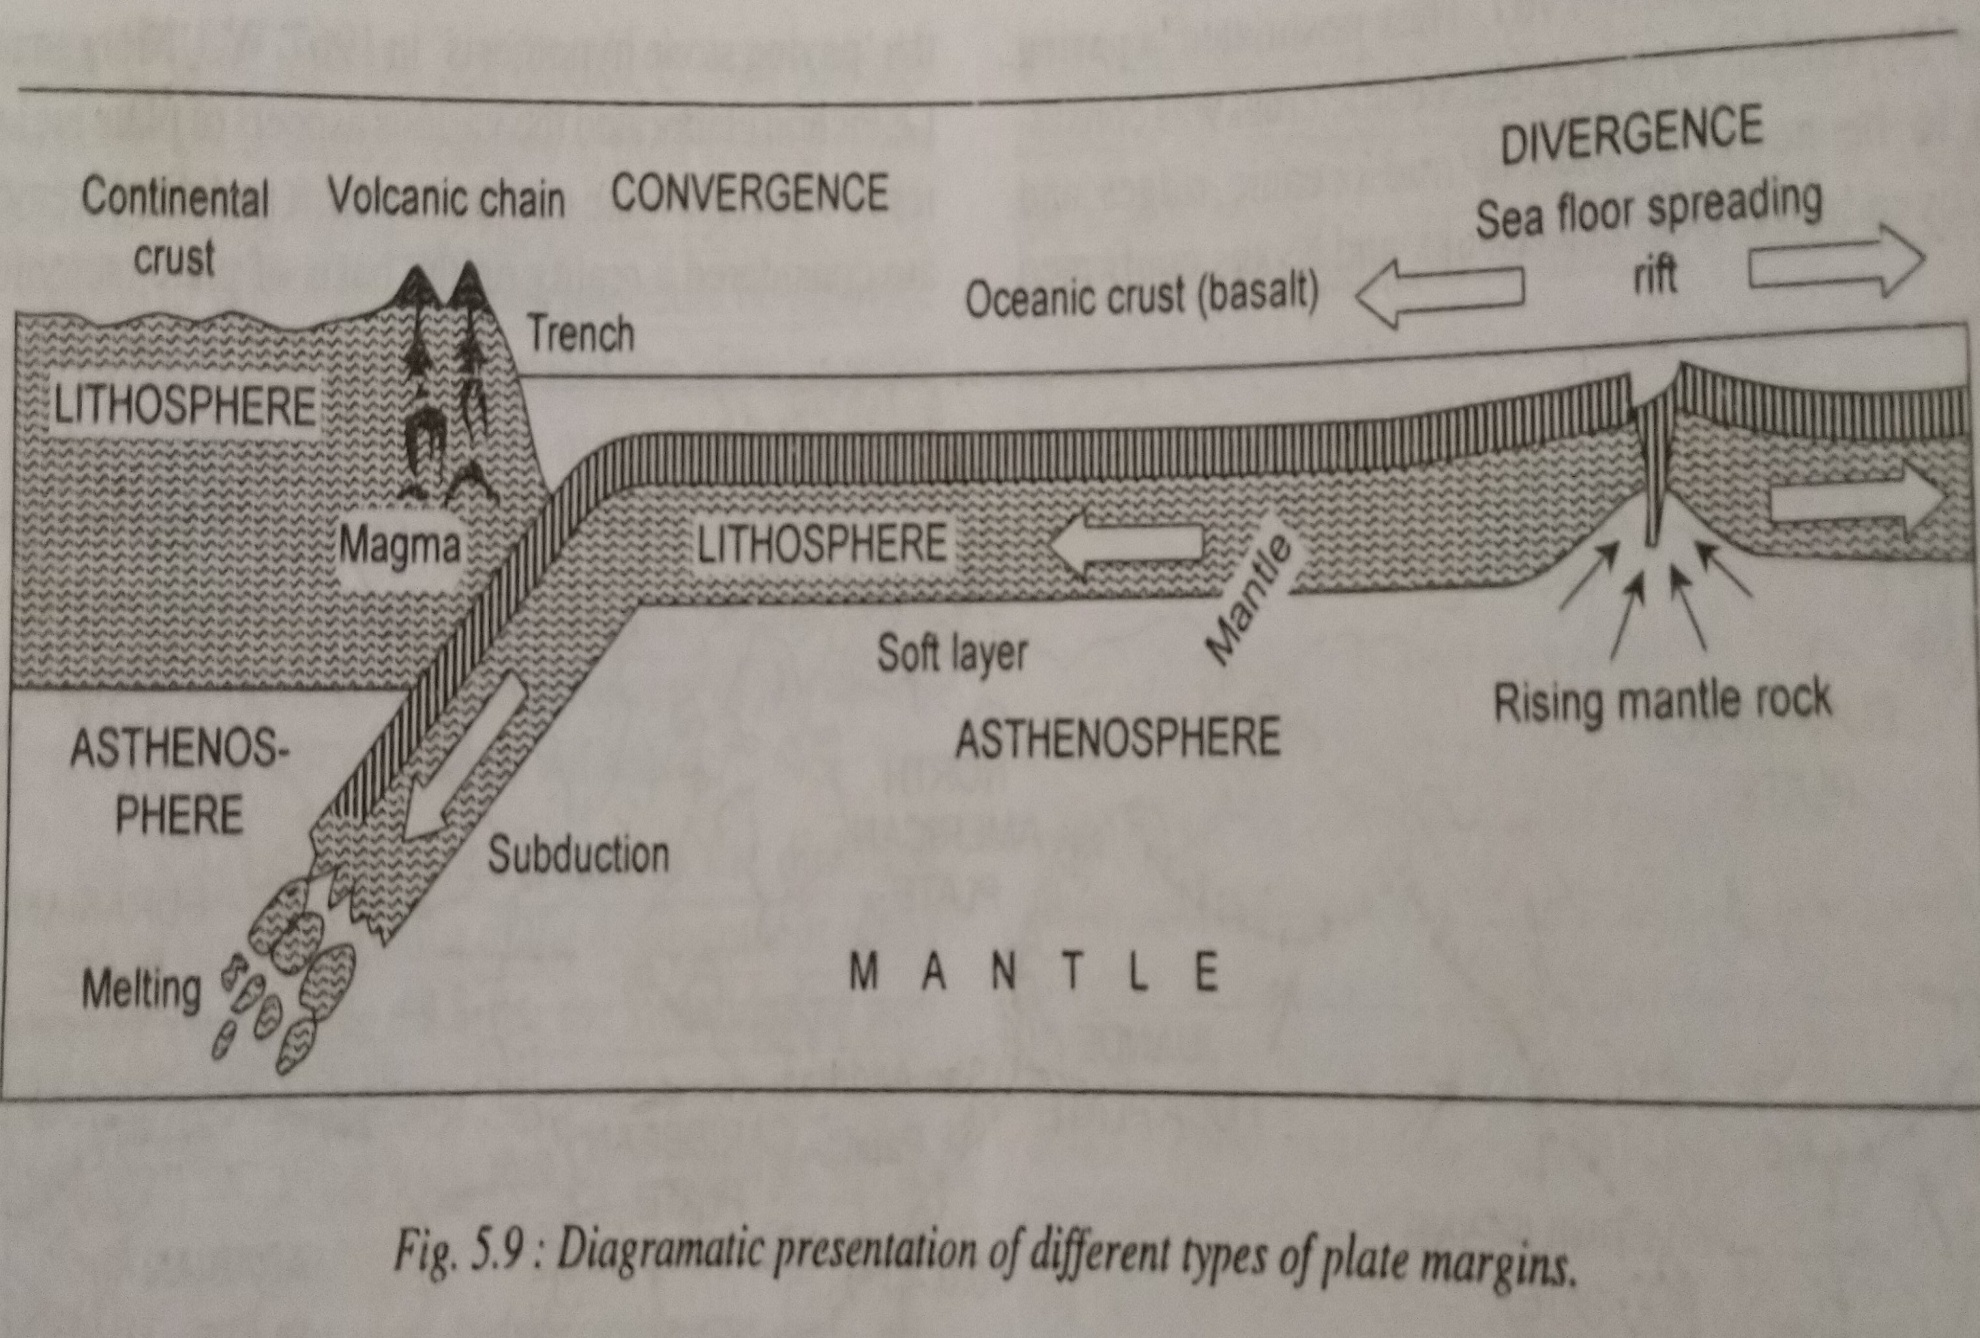 DIVERGENCE
Continental
crust
Volcanic chain
CONVERGENCE
Sea floor spreading
rift
Oceanic crust (basalt)
Trench
LITHOSPHERE
Magma
LITHOSPHERE
Mantle
Soft layer
Rising mantle rock
ASTHENOS-
PHERE
ASTHENOSPHERE
Subduction
Melting
MANTLE
Fig. 5.9 : Diagramatic presentation of different types of plate margins.